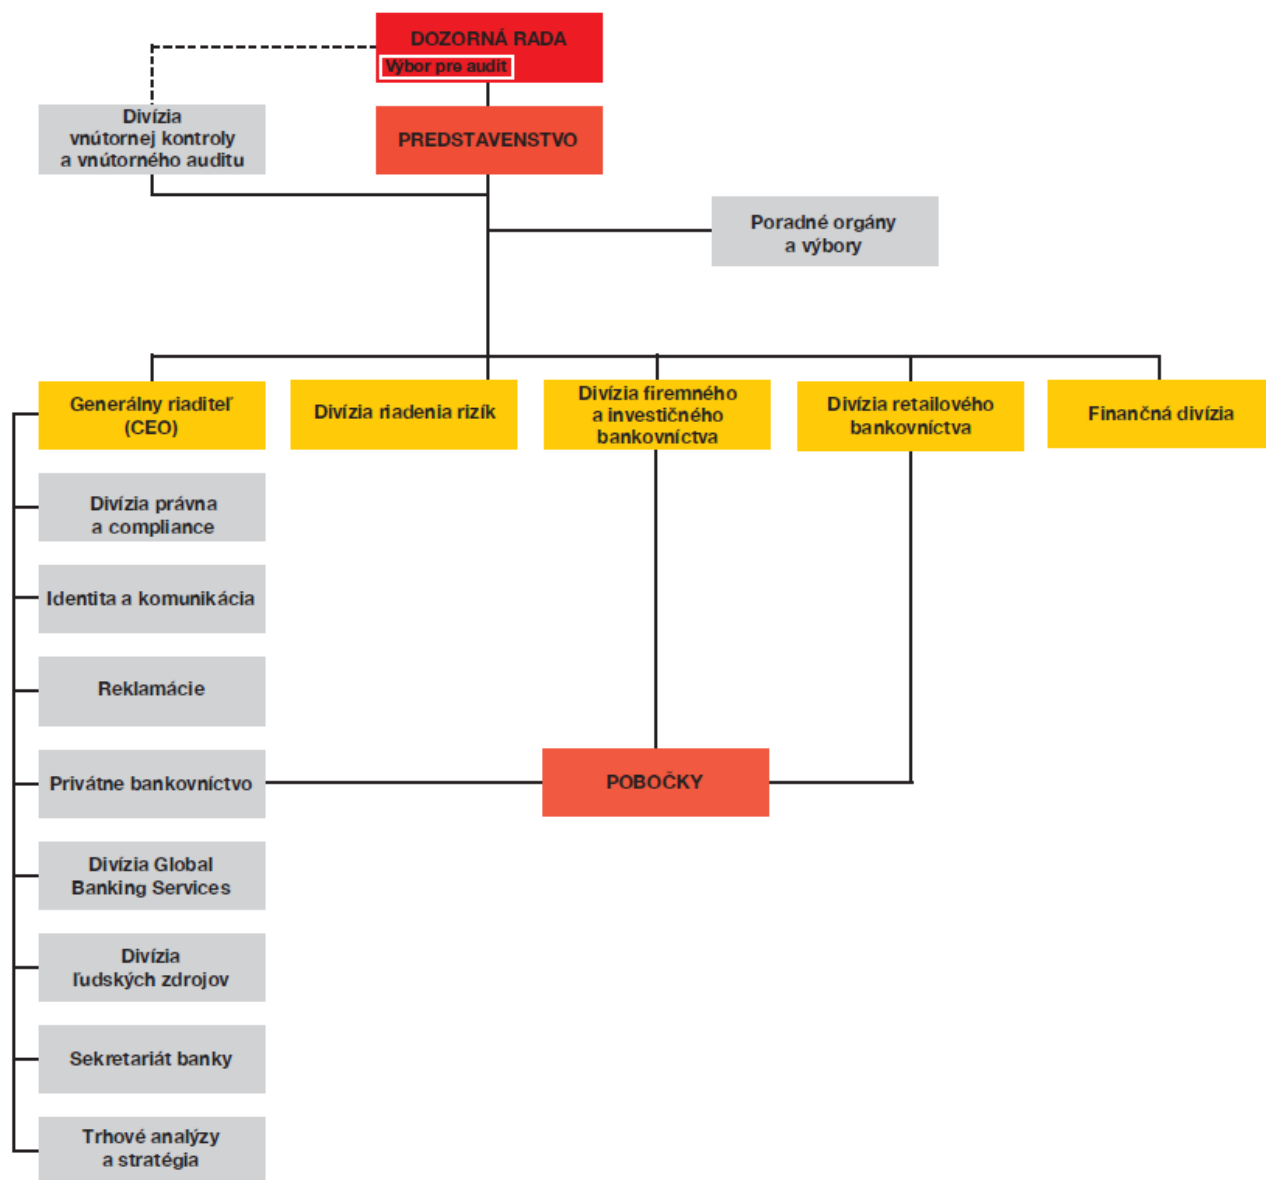 DOZORNÁ RADA
Výbor pre audit
Divízia
vnútornej kontroly
a vnútorného auditu
PREDSTAVENSTVO
Poradné orgány
a výbory
Generálny riaditeľ
(CEO)
Divízia riadenia rizík
Divízia firemného
a investičného
bankovníctva
Divízia retailového
bankovníctva
Finančná divízia
Divízia právna
a compliance
Identita a komunikácia
Reklamácie
Privátne bankovníctvo
POBOČKY
Divízia Global
Banking Services
Divízia
ľudských zdrojov
Sekretariát banky
Trhové analýzy
a stratégia